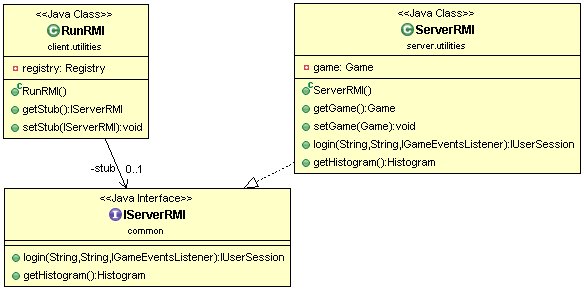 <<Java Class>>
C RunRMI
client.utilities
registry: Registry
C RunRMI()
getStub():IServerRMI
setStub(IServerRMI):void
<<Java Class>>
C ServerRMI
server.utilities
game: Game
C ServerRMI()
getGame():Game
setGame(Game):void
login(String,String,IGameEventsListener):IUserSession
getHistogram():Histogram
-stub 0..1
<<Java Interface>>
I IServerRMI
common
login(String,String,IGameEventsListener):IUserSession
getHistogram():Histogram